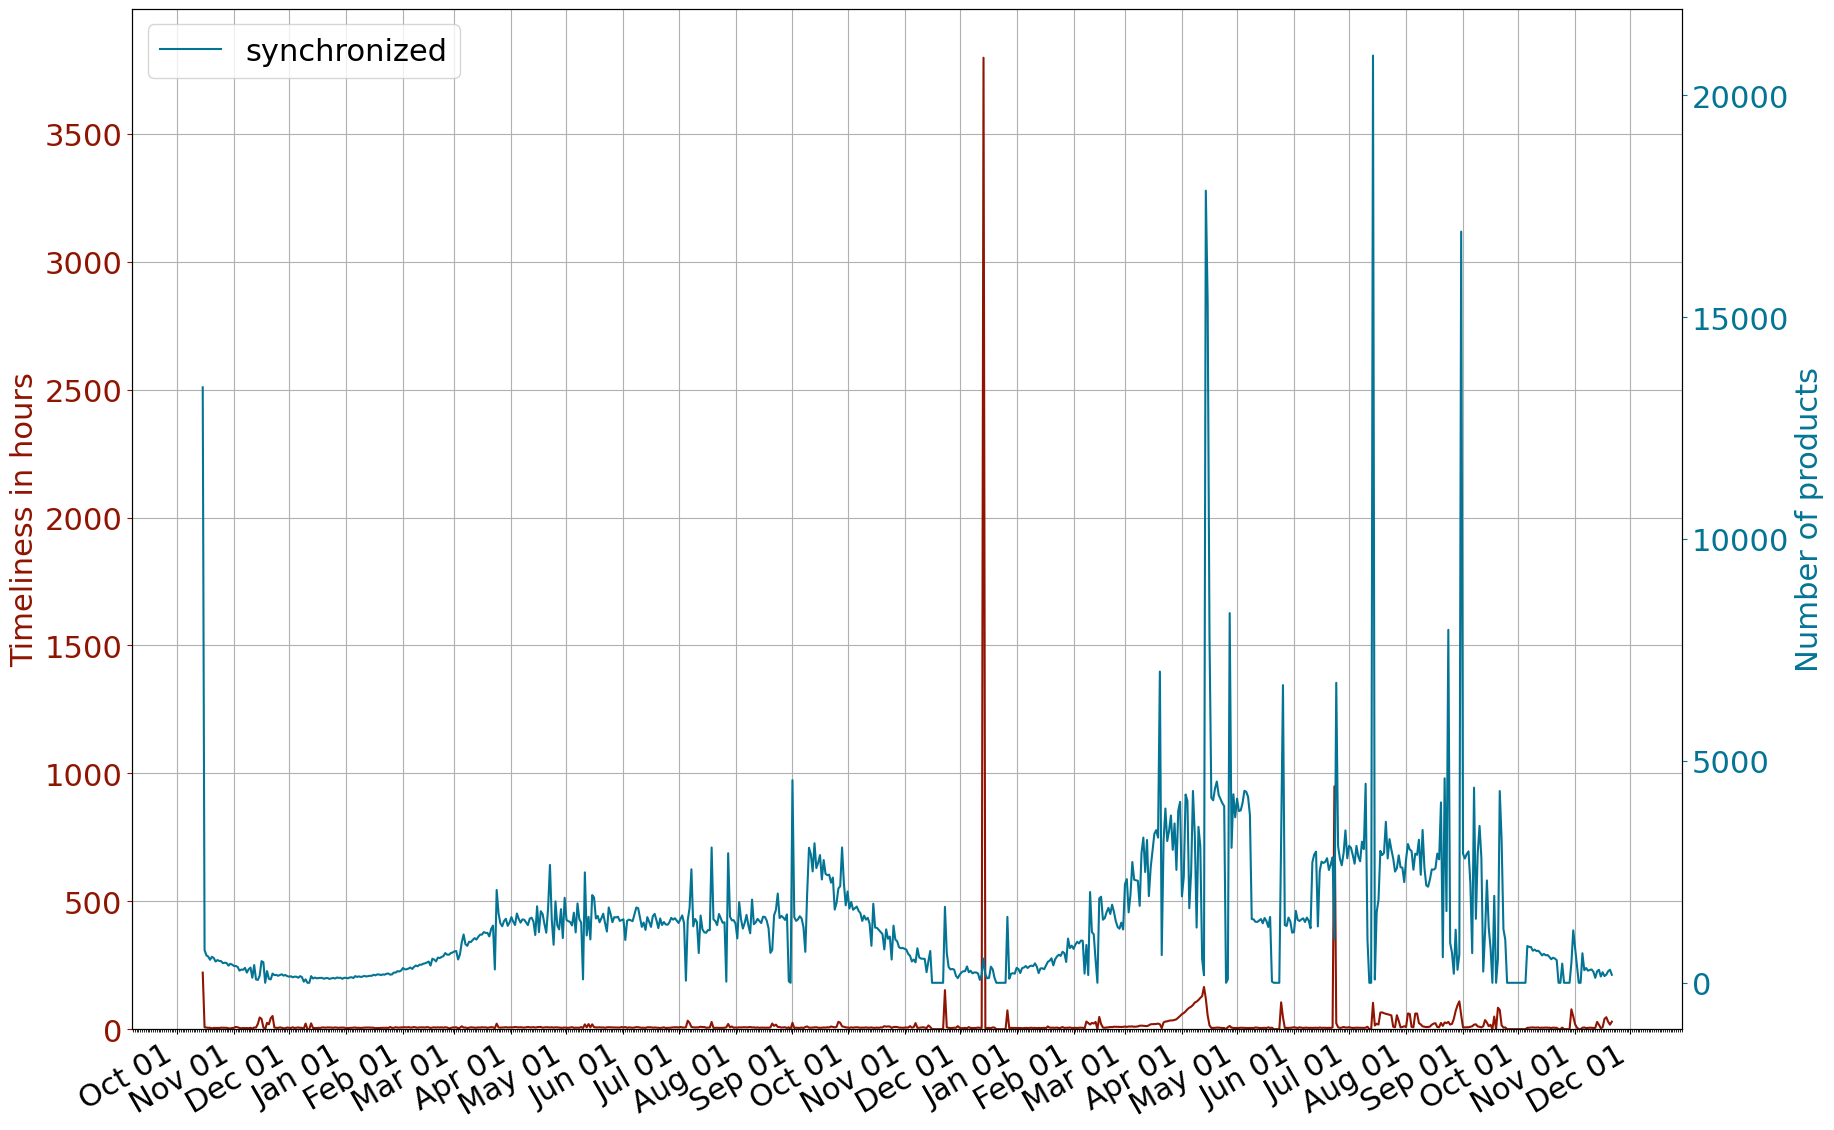 synchronized
Timeliness in hours
3500
3000
2500
2000
1500
1000
500
0
Number of products
20000
15000
10000
5000
0
Oct 01
Nov 01
Dec 01
Jan 01
Feb 01
Mar 01
Apr 01
May 01
Jun 01
Jul 01
Aug 01
Sep 01
Oct 01
Nov 01
Dec 01
Jan 01
Feb 01
Mar 01
Apr 01
May 01
Jun 01
Jul 01
Aug 01
Sep 01
Oct 01
Nov 01
Dec 01